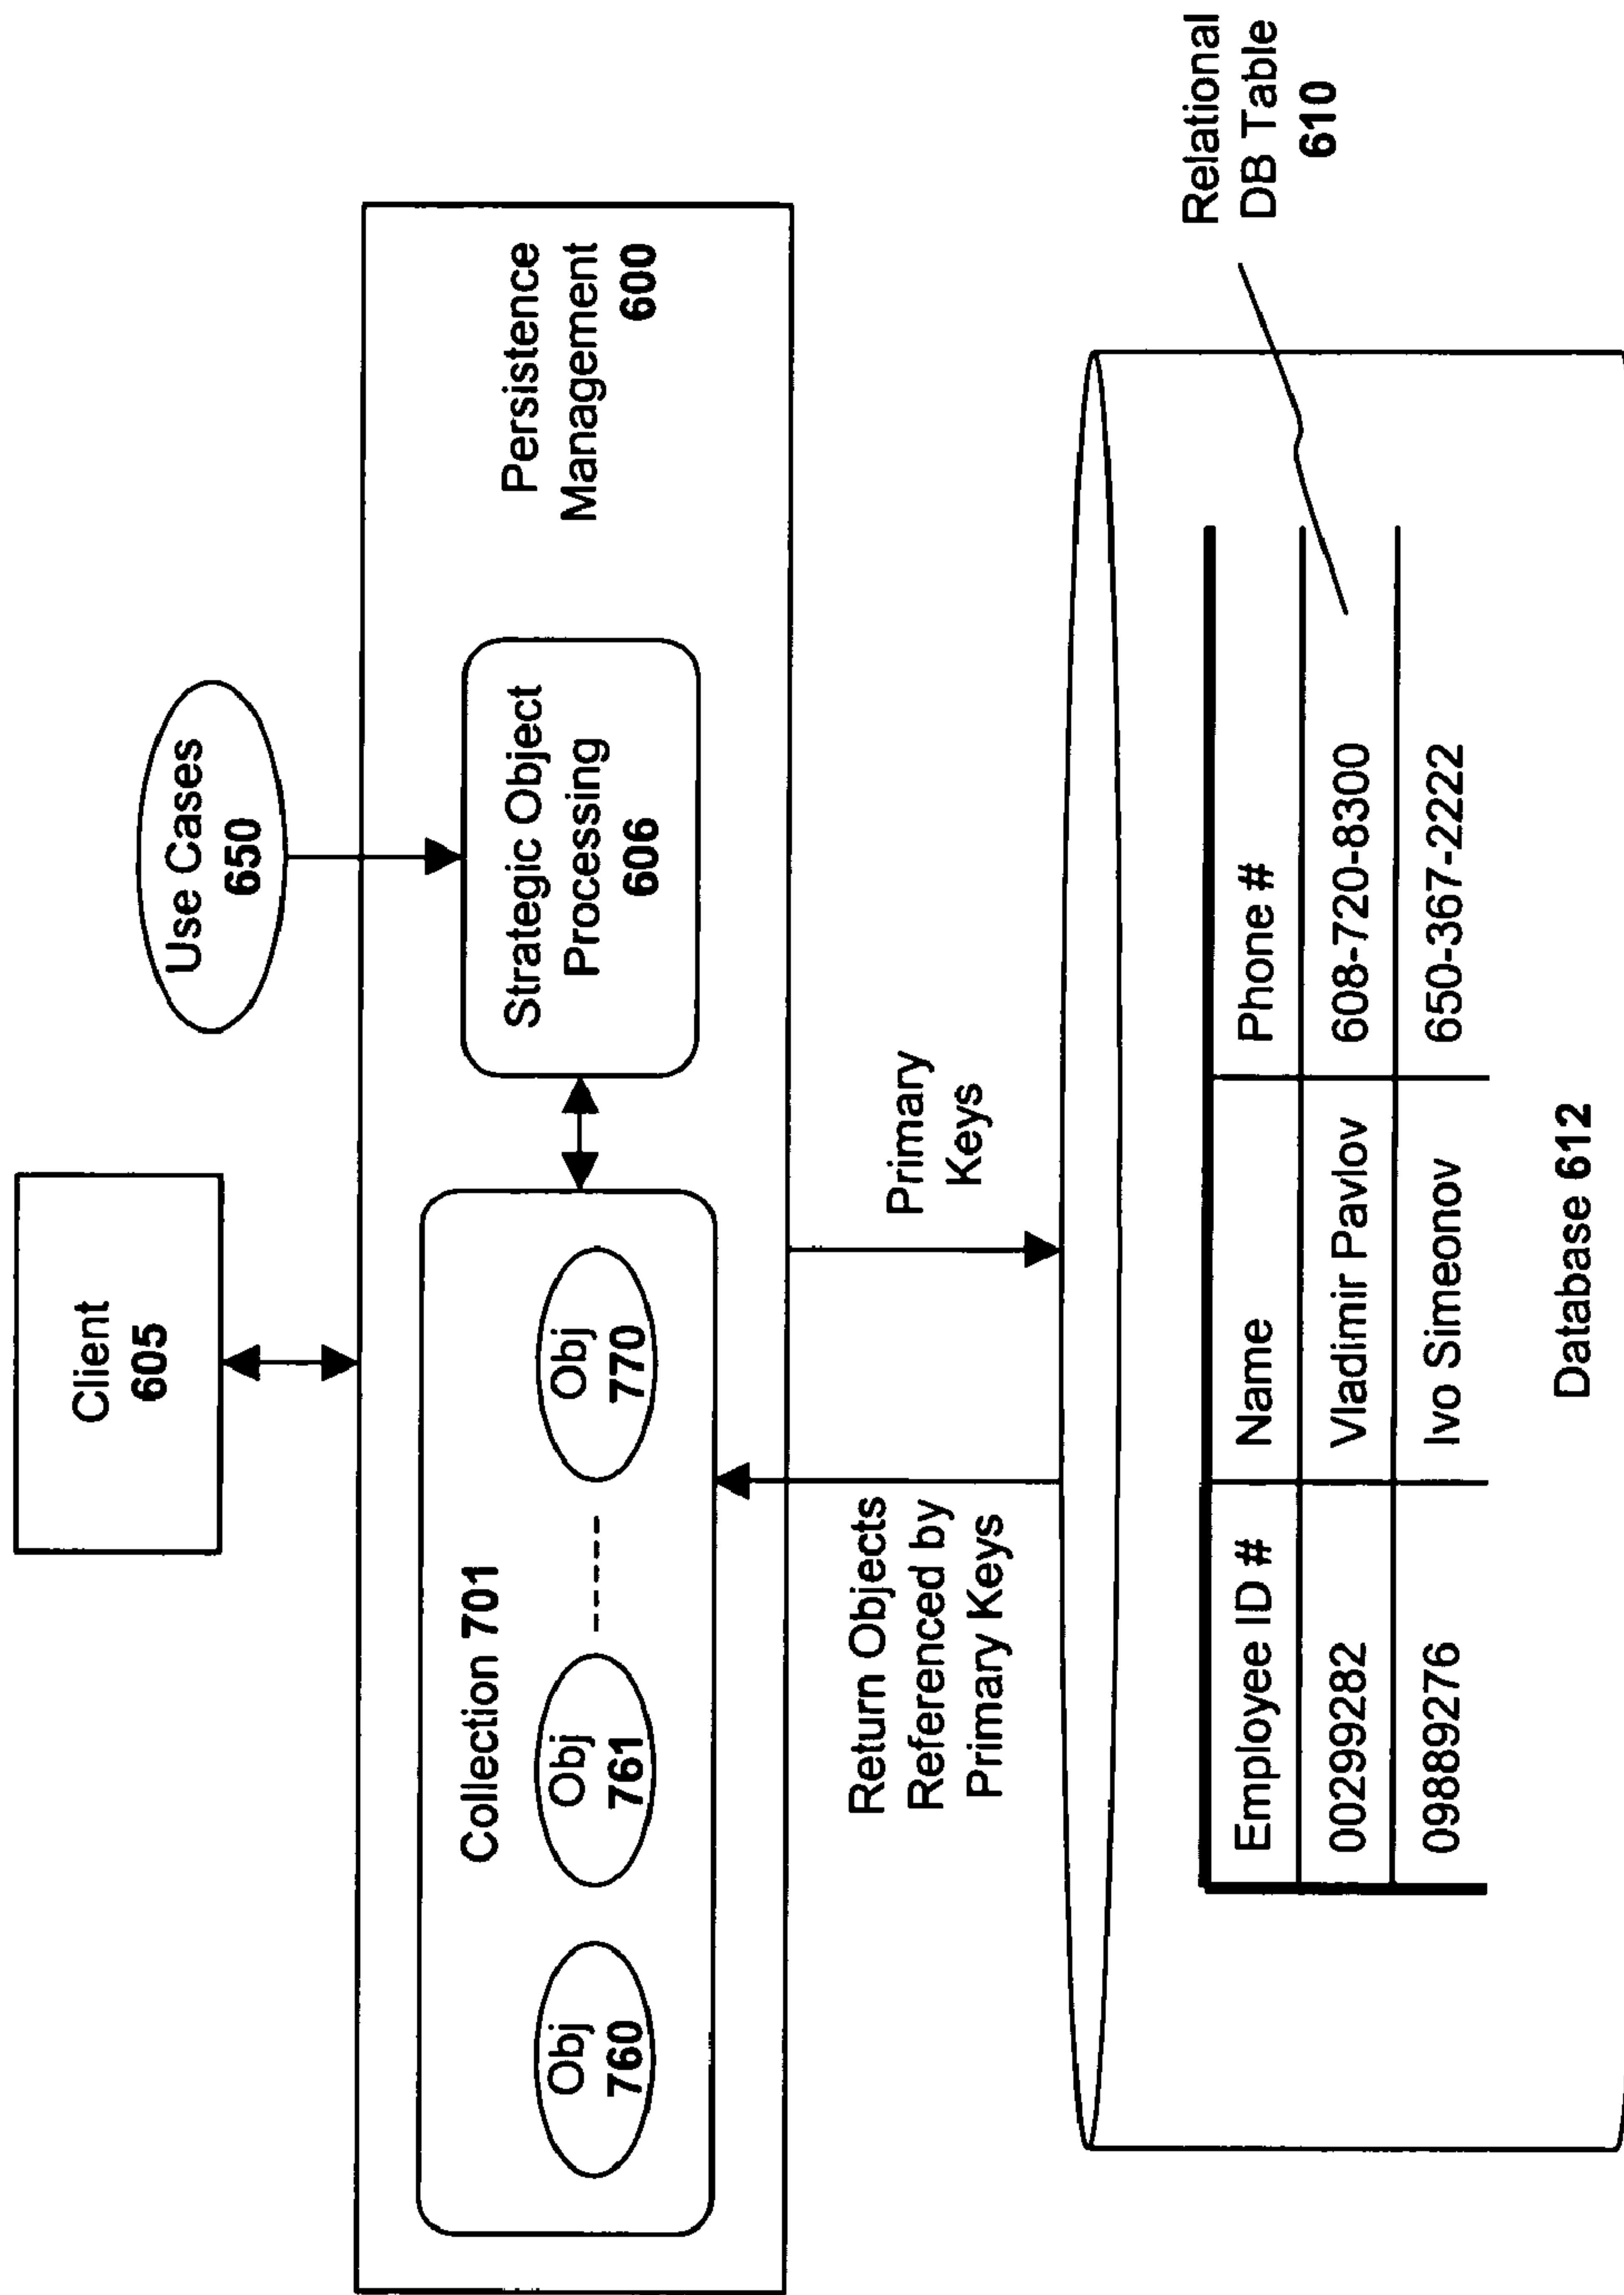 Client
605
Use Cases
650
Collection 701
Obj
760
Obj
761
Obj
770
Strategic Object
Processing
606
Persistence
Management
600
Return Objects
Referenced by
Primary Keys
Primary
Keys
Relational
DB Table
610
Employee ID # Name Phone #
00299282 Vladimir Pavlov 608-720-8300
09889276 Ivo Simeonov 650-367-2222
Database 612